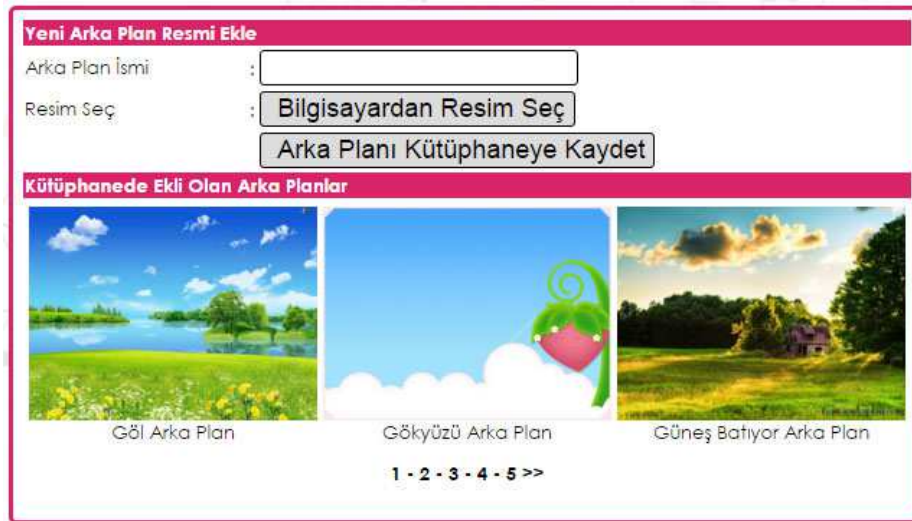 Yeni Arka Plan Resmi Ekle
Arka Plan İsmi :
Resim Seç : Bilgisayardan Resim Seç
Arka Planı Kütüphaneye Kaydet
Kütüphanede Ekli Olan Arka Planlar
Göl Arka Plan Gökyüzü Arka Plan Güneş Batıyor Arka Plan
1 - 2 - 3 - 4 - 5 >>